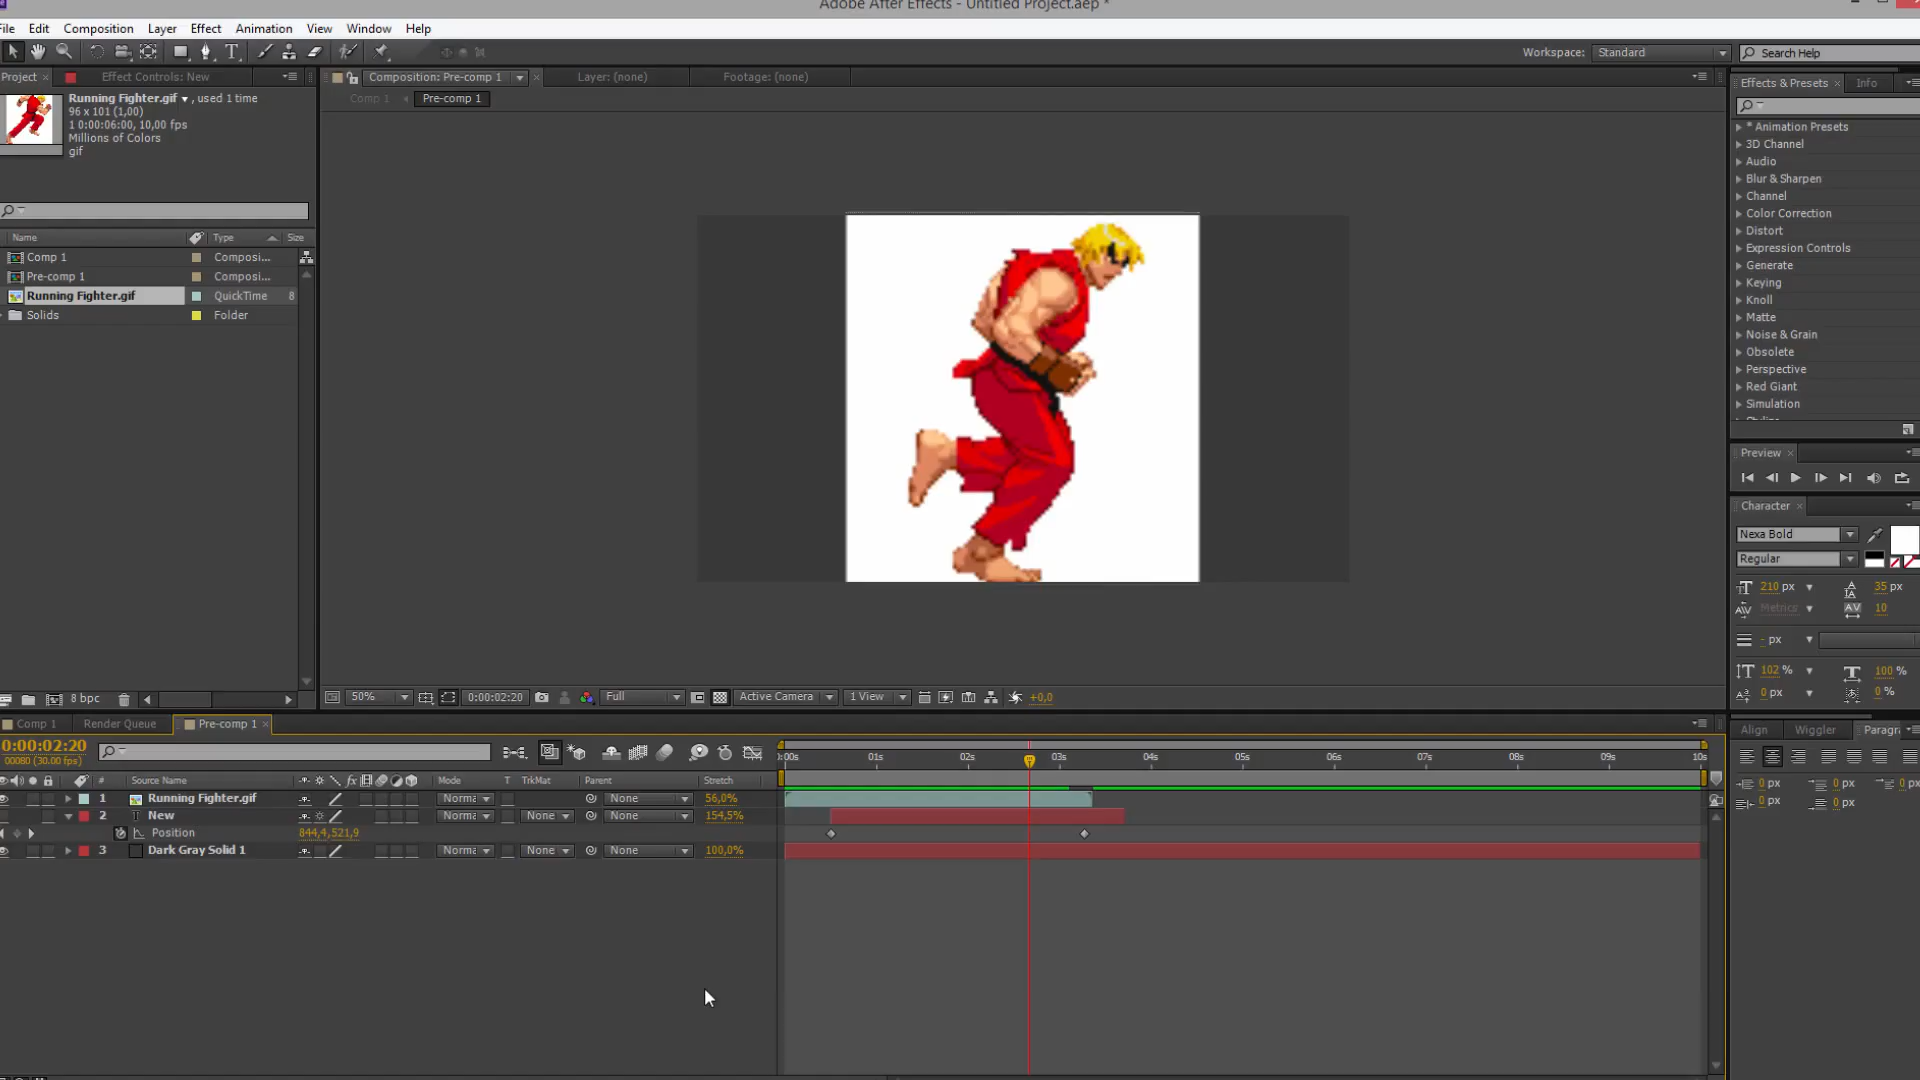 Adobe After Effects - Untitled Project.aep *
File Edit Composition Layer Effect Animation View Window Help
Workspace: Standard Search Help
Project Effect Controls: New
Composition: Pre-comp 1 Layer: (none) Footage: (none)
Comp 1 Pre-comp 1
Running Fighter.gif , used 1 time
96 x 101 (1,00)
1 0:00:06:00, 10,00 fps
Millions of Colors
gif
Name Type Size
Comp 1 Composi...
Pre-comp 1 Composi...
Running Fighter.gif QuickTime 8
Solids Folder
8 bpc
50% 0:00:02:20 Full Active Camera 1 View +0,0
Effects & Presets Info
* Animation Presets
3D Channel
Audio
Blur & Sharpen
Channel
Color Correction
Distort
Expression Controls
Generate
Keying
Knoll
Matte
Noise & Grain
Obsolete
Perspective
Red Giant
Simulation
Preview
Character
Nexa Bold
Regular
210 px 35 px
Metrics 10
- px
102 % 100 %
0 px 0 %
Align Wiggler Paragra
0 px 0 px 0 px
0 px 0 px
Comp 1 Render Queue Pre-comp 1
0:00:02:20
00080 (30.00 fps)
# Source Name fx Mode T TrkMat Parent Stretch
:00s 01s 02s 03s 04s 05s 06s 07s 08s 09s 10s
1 Running Fighter.gif Norma None 56,0%
2 T New Norma None None 154,5%
Position 844,4,521,9
3 Dark Gray Solid 1 Norma None None 100,0%